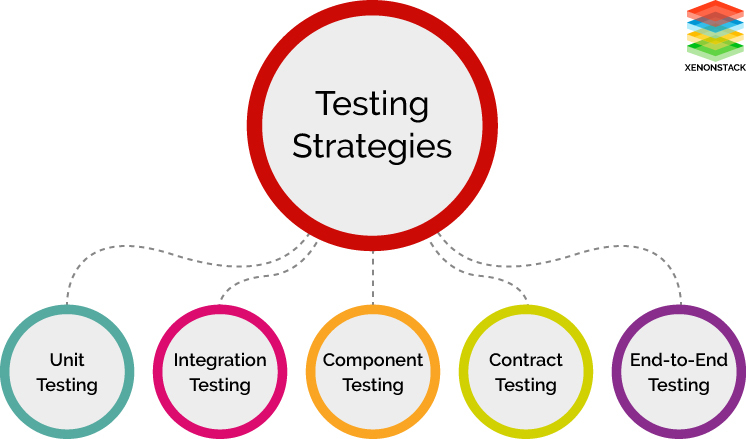 XENONSTACK
Testing
Strategies
Unit
Testing
Integration
Testing
Component
Testing
Contract
Testing
End-to-End
Testing